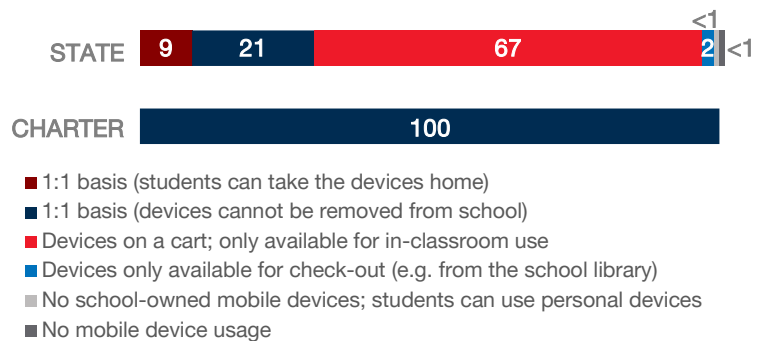 <1
STATE 9 21 67 2 <1
CHARTER 100
1:1 basis (students can take the devices home)
1:1 basis (devices cannot be removed from school)
Devices on a cart; only available for in-classroom use
Devices only available for check-out (e.g. from the school library)
No school-owned mobile devices; students can use personal devices
No mobile device usage